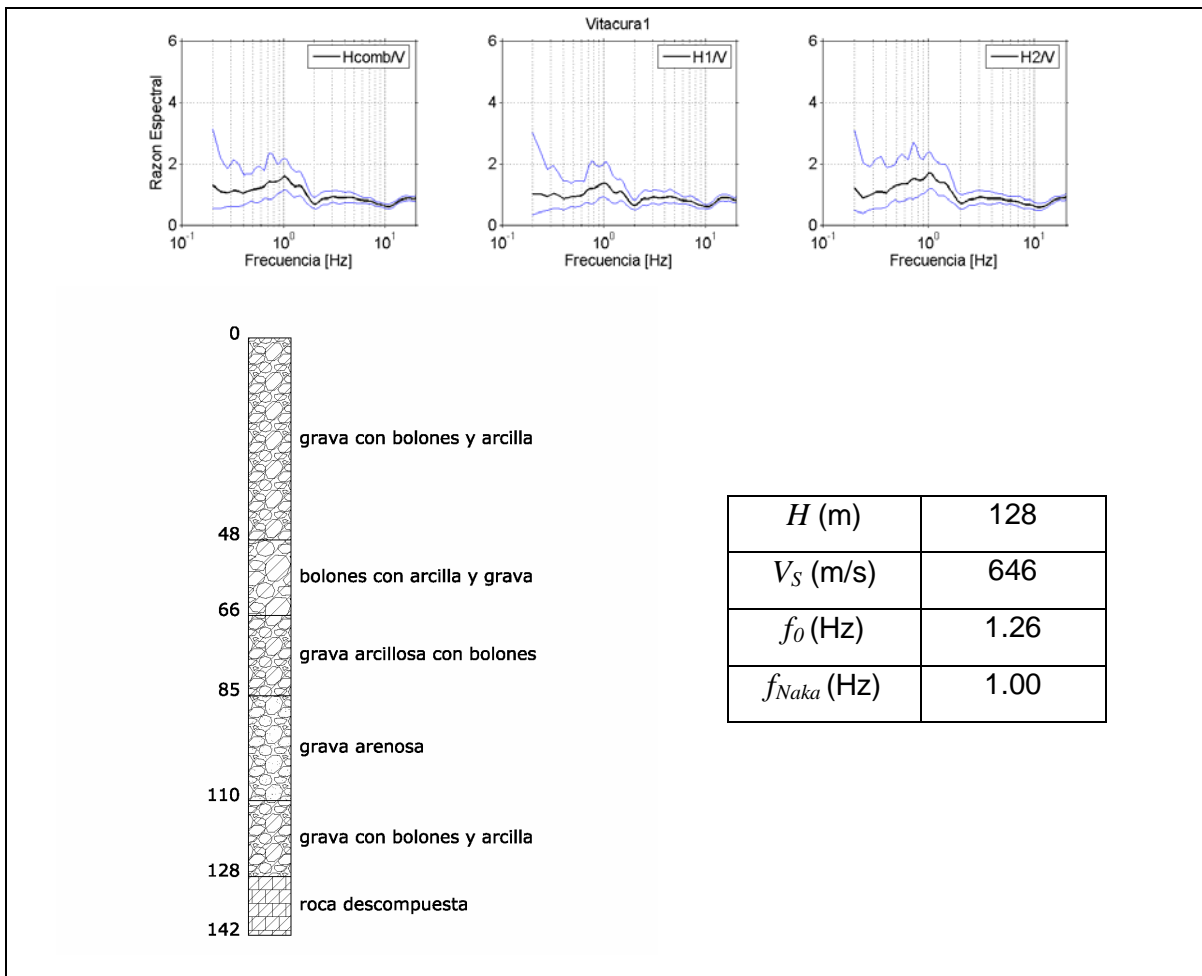 Vitacura1
Razon Espectral
6
4
2
0
Hcomb/V
10^-1
10^0
10^1
Frecuencia [Hz]
6
4
2
0
H1/V
10^-1
10^0
10^1
Frecuencia [Hz]
6
4
2
0
H2/V
10^-1
10^0
10^1
Frecuencia [Hz]
0
grava con bolones y arcilla
48
bolones con arcilla y grava
66
grava arcillosa con bolones
85
grava arenosa
110
grava con bolones y arcilla
128
roca descompuesta
142
H (m) 128
V_S (m/s) 646
f_0 (Hz) 1.26
f_Naka (Hz) 1.00